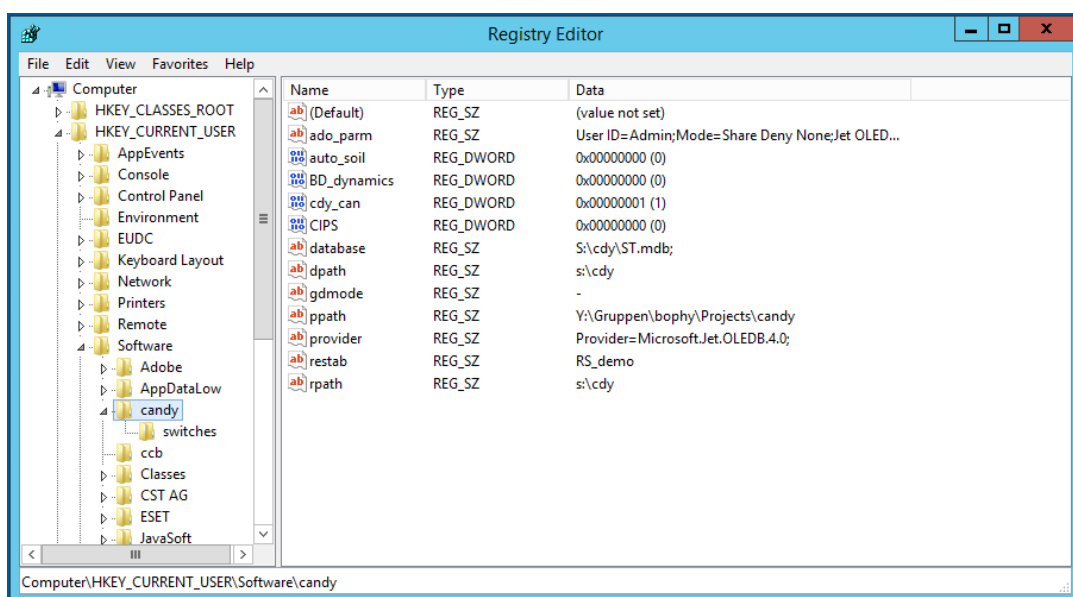 Registry Editor
File Edit View Favorites Help
Computer
HKEY_CLASSES_ROOT
HKEY_CURRENT_USER
AppEvents
Console
Control Panel
Environment
EUDC
Keyboard Layout
Network
Printers
Remote
Software
Adobe
AppDataLow
candy
switches
ccb
Classes
CST AG
ESET
JavaSoft
Name Type Data
(Default) REG_SZ (value not set)
ado_parm REG_SZ User ID=Admin;Mode=Share Deny None;Jet OLED...
auto_soil REG_DWORD 0x00000000 (0)
BD_dynamics REG_DWORD 0x00000000 (0)
cdy_can REG_DWORD 0x00000001 (1)
CIPS REG_DWORD 0x00000000 (0)
database REG_SZ S:\cdy\ST.mdb;
dpath REG_SZ s:\cdy
gdmode REG_SZ -
ppath REG_SZ Y:\Gruppen\bophy\Projects\candy
provider REG_SZ Provider=Microsoft.Jet.OLEDB.4.0;
restab REG_SZ RS_demo
rpath REG_SZ s:\cdy
Computer\HKEY_CURRENT_USER\Software\candy